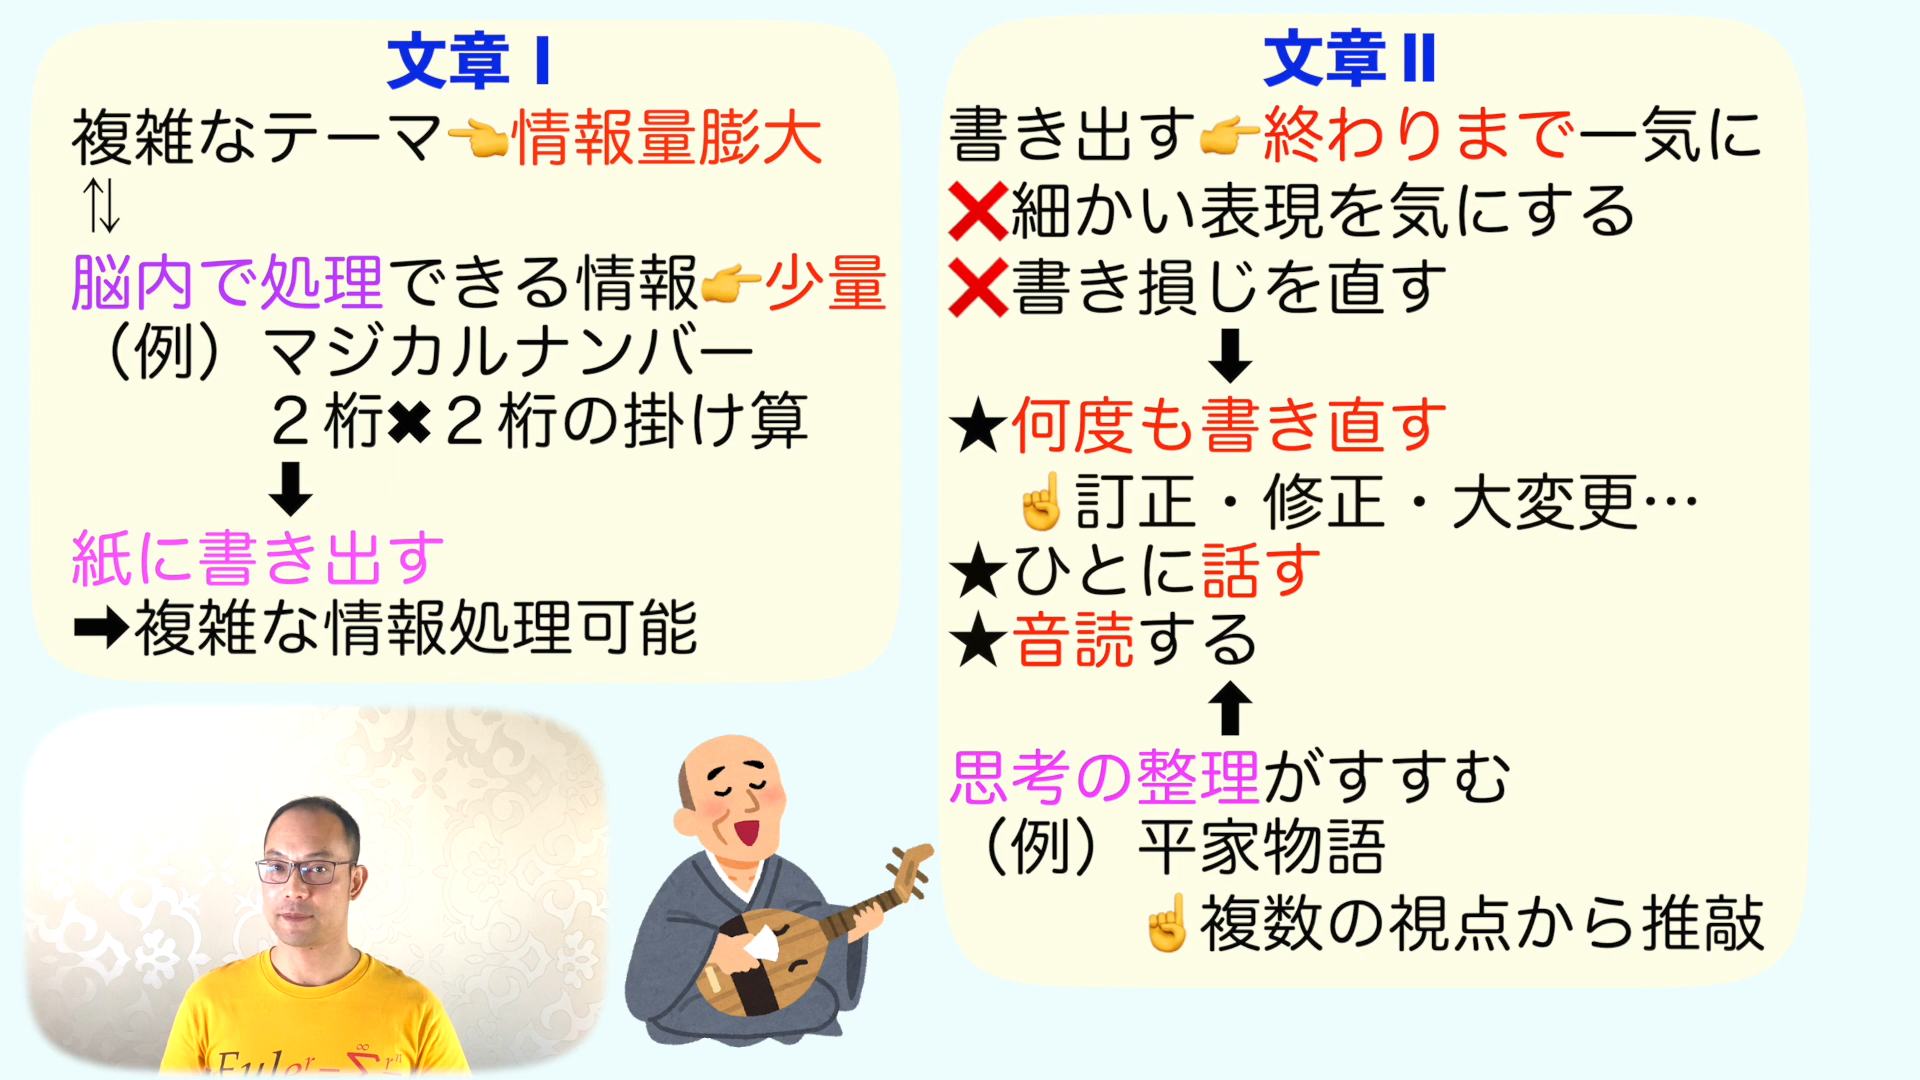 文章Ⅰ
複雑なテーマ👈情報量膨大
⇅
脳内で処理できる情報👉少量
（例）マジカルナンバー
２桁✖２桁の掛け算
⬇
紙に書き出す
➡複雑な情報処理可能
文章Ⅱ
書き出す👉終わりまで一気に
❌細かい表現を気にする
❌書き損じを直す
⬇
★何度も書き直す
☝訂正・修正・大変更…
★ひとに話す
★音読する
⬆
思考の整理がすすむ
（例）平家物語
☝複数の視点から推敲